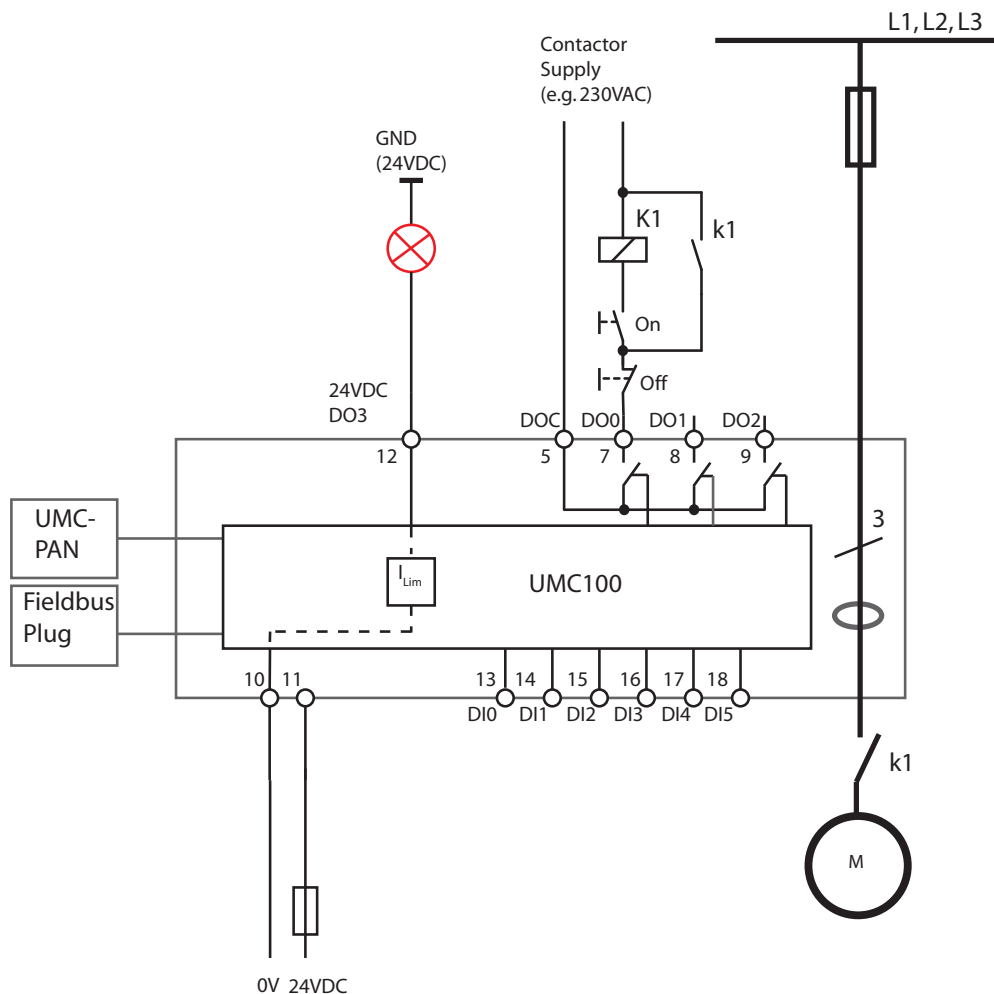 L1, L2, L3
Contactor
Supply
(e.g. 230VAC)
GND
(24VDC)
K1
k1
On
Off
24VDC
DO3
DOC
DO0
DO1
DO2
12
5
7
8
9
UMC-
PAN
Fieldbus
Plug
I Lim
UMC100
3
10
11
13
14
15
16
17
18
DI0
DI1
DI2
DI3
DI4
DI5
k1
M
0V
24VDC